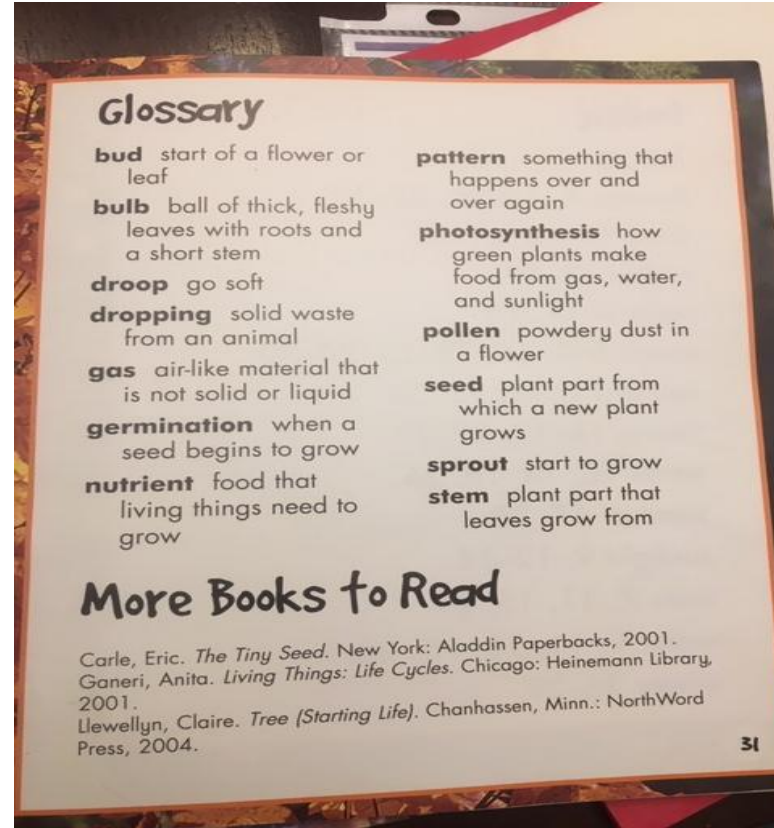 Glossary
bud start of a flower or
leaf
bulb ball of thick, fleshy
leaves with roots and
a short stem
droop go soft
dropping solid waste
from an animal
gas air-like material that
is not solid or liquid
germination when a
seed begins to grow
nutrient food that
living things need to
grow
pattern something that
happens over and
over again
photosynthesis how
green plants make
food from gas, water,
and sunlight
pollen powdery dust in
a flower
seed plant part from
which a new plant
grows
sprout start to grow
stem plant part that
leaves grow from
More Books to Read
Carle, Eric. The Tiny Seed. New York: Aladdin Paperbacks, 2001.
Ganeri, Anita. Living Things: Life Cycles. Chicago: Heinemann Library,
2001.
Llewellyn, Claire. Tree (Starting Life). Chanhassen, Minn.: NorthWord
Press, 2004.
31